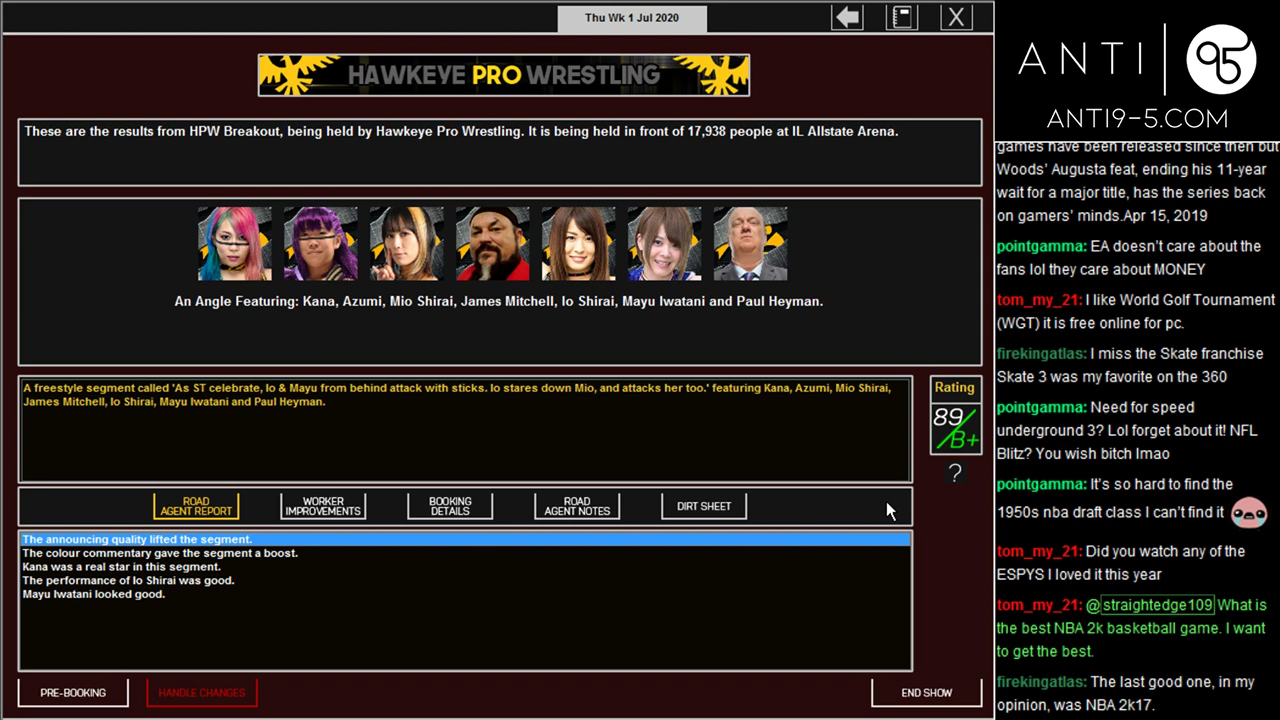 Thu Wk 1 Jul 2020
HAWKEYE PRO WRESTLING
These are the results from HPW Breakout, being held by Hawkeye Pro Wrestling. It is being held in front of 17,938 people at IL Allstate Arena.
An Angle Featuring: Kana, Azumi, Mio Shirai, James Mitchell, Io Shirai, Mayu Iwatani and Paul Heyman.
A freestyle segment called 'As ST celebrate, Io & Mayu from behind attack with sticks. Io stares down Mio, and attacks her too.' featuring Kana, Azumi, Mio Shirai,
James Mitchell, Io Shirai, Mayu Iwatani and Paul Heyman.
Rating
89/B+
?
ROAD
AGENT REPORT
WORKER
IMPROVEMENTS
BOOKING
DETAILS
ROAD
AGENT NOTES
DIRT SHEET
The announcing quality lifted the segment.
The colour commentary gave the segment a boost.
Kana was a real star in this segment.
The performance of Io Shirai was good.
Mayu Iwatani looked good.
PRE-BOOKING
HANDLE CHANGES
END SHOW
ANTI 95
ANTI9-5.COM
games have been released since then but
Woods' Augusta feat, ending his 11-year
wait for a major title, has the series back
on gamers' minds.Apr 15, 2019
pointgamma: EA doesn't care about the
fans lol they care about MONEY
tom_my_21: I like World Golf Tournament
(WGT) it is free online for pc.
firekingatlas: I miss the Skate franchise
Skate 3 was my favorite on the 360
pointgamma: Need for speed
underground 3? Lol forget about it! NFL
Blitz? You wish bitch lmao
pointgamma: It's so hard to find the
1950s nba draft class I can't find it
tom_my_21: Did you watch any of the
ESPYS I loved it this year
tom_my_21: @straightedge109 What is
the best NBA 2k basketball game. I want
to get the best.
firekingatlas: The last good one, in my
opinion, was NBA 2k17.